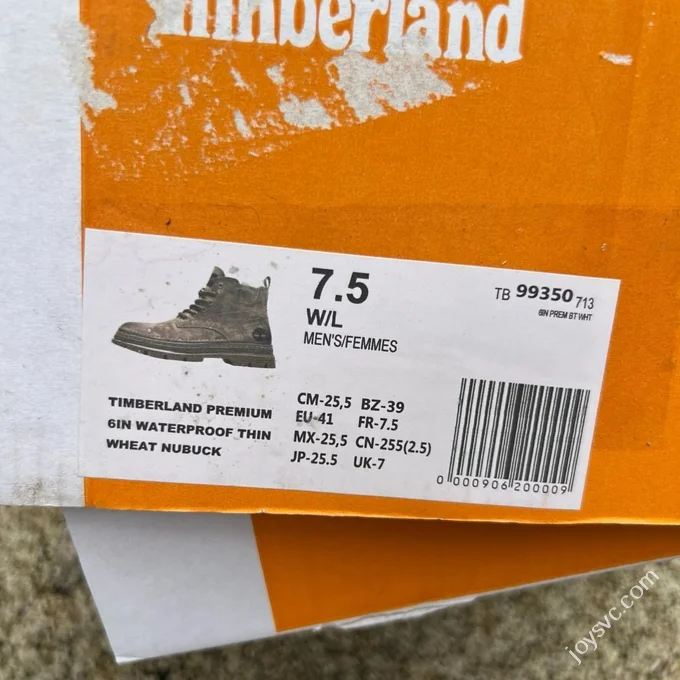 Timberland
7.5
W/L
MEN'S/FEMMES
TB 99350 713
6IN PREM BT WHT
TIMBERLAND PREMIUM
6IN WATERPROOF THIN
WHEAT NUBUCK
CM-25,5 BZ-39
EU-41 FR-7.5
MX-25,5 CN-255(2.5)
JP-25.5 UK-7
0 000906 200009
joysvc.com